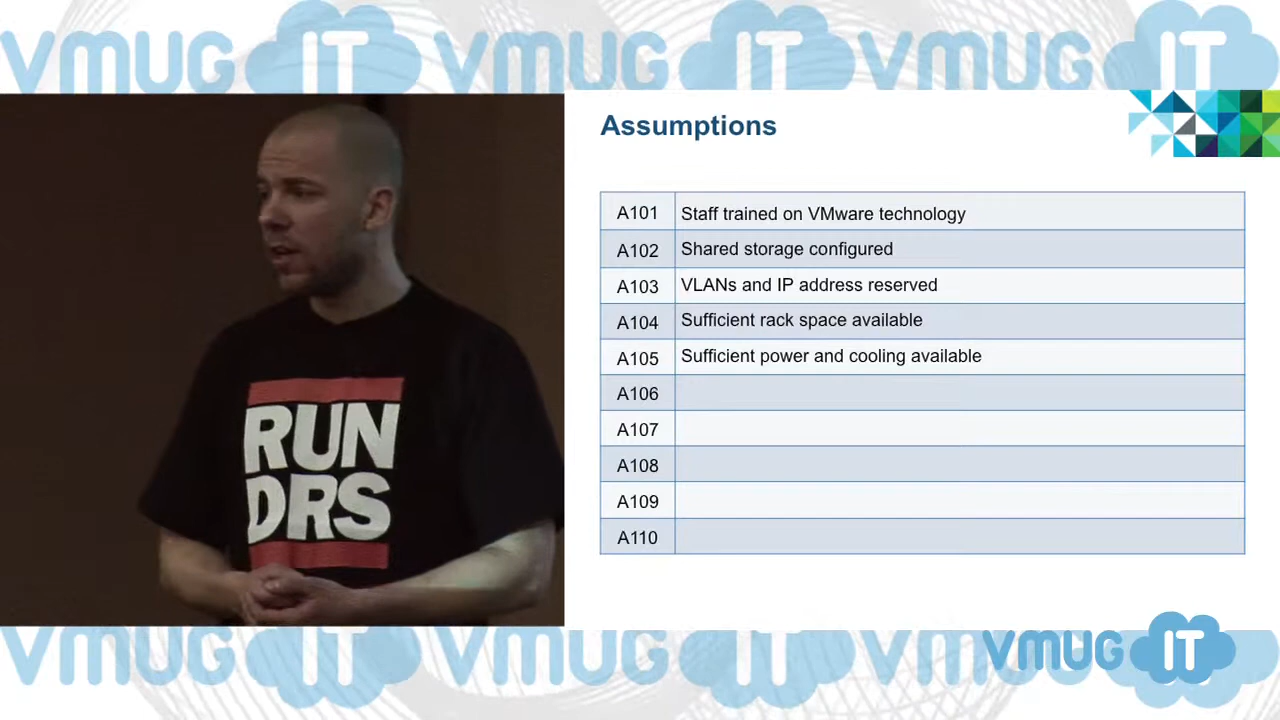 vmug IT vmug IT vmug IT
Assumptions
A101 Staff trained on VMware technology
A102 Shared storage configured
A103 VLANs and IP address reserved
A104 Sufficient rack space available
A105 Sufficient power and cooling available
A106
A107
A108
A109
A110
RUN
DRS
vmug IT vmug IT vmug IT
vmug IT